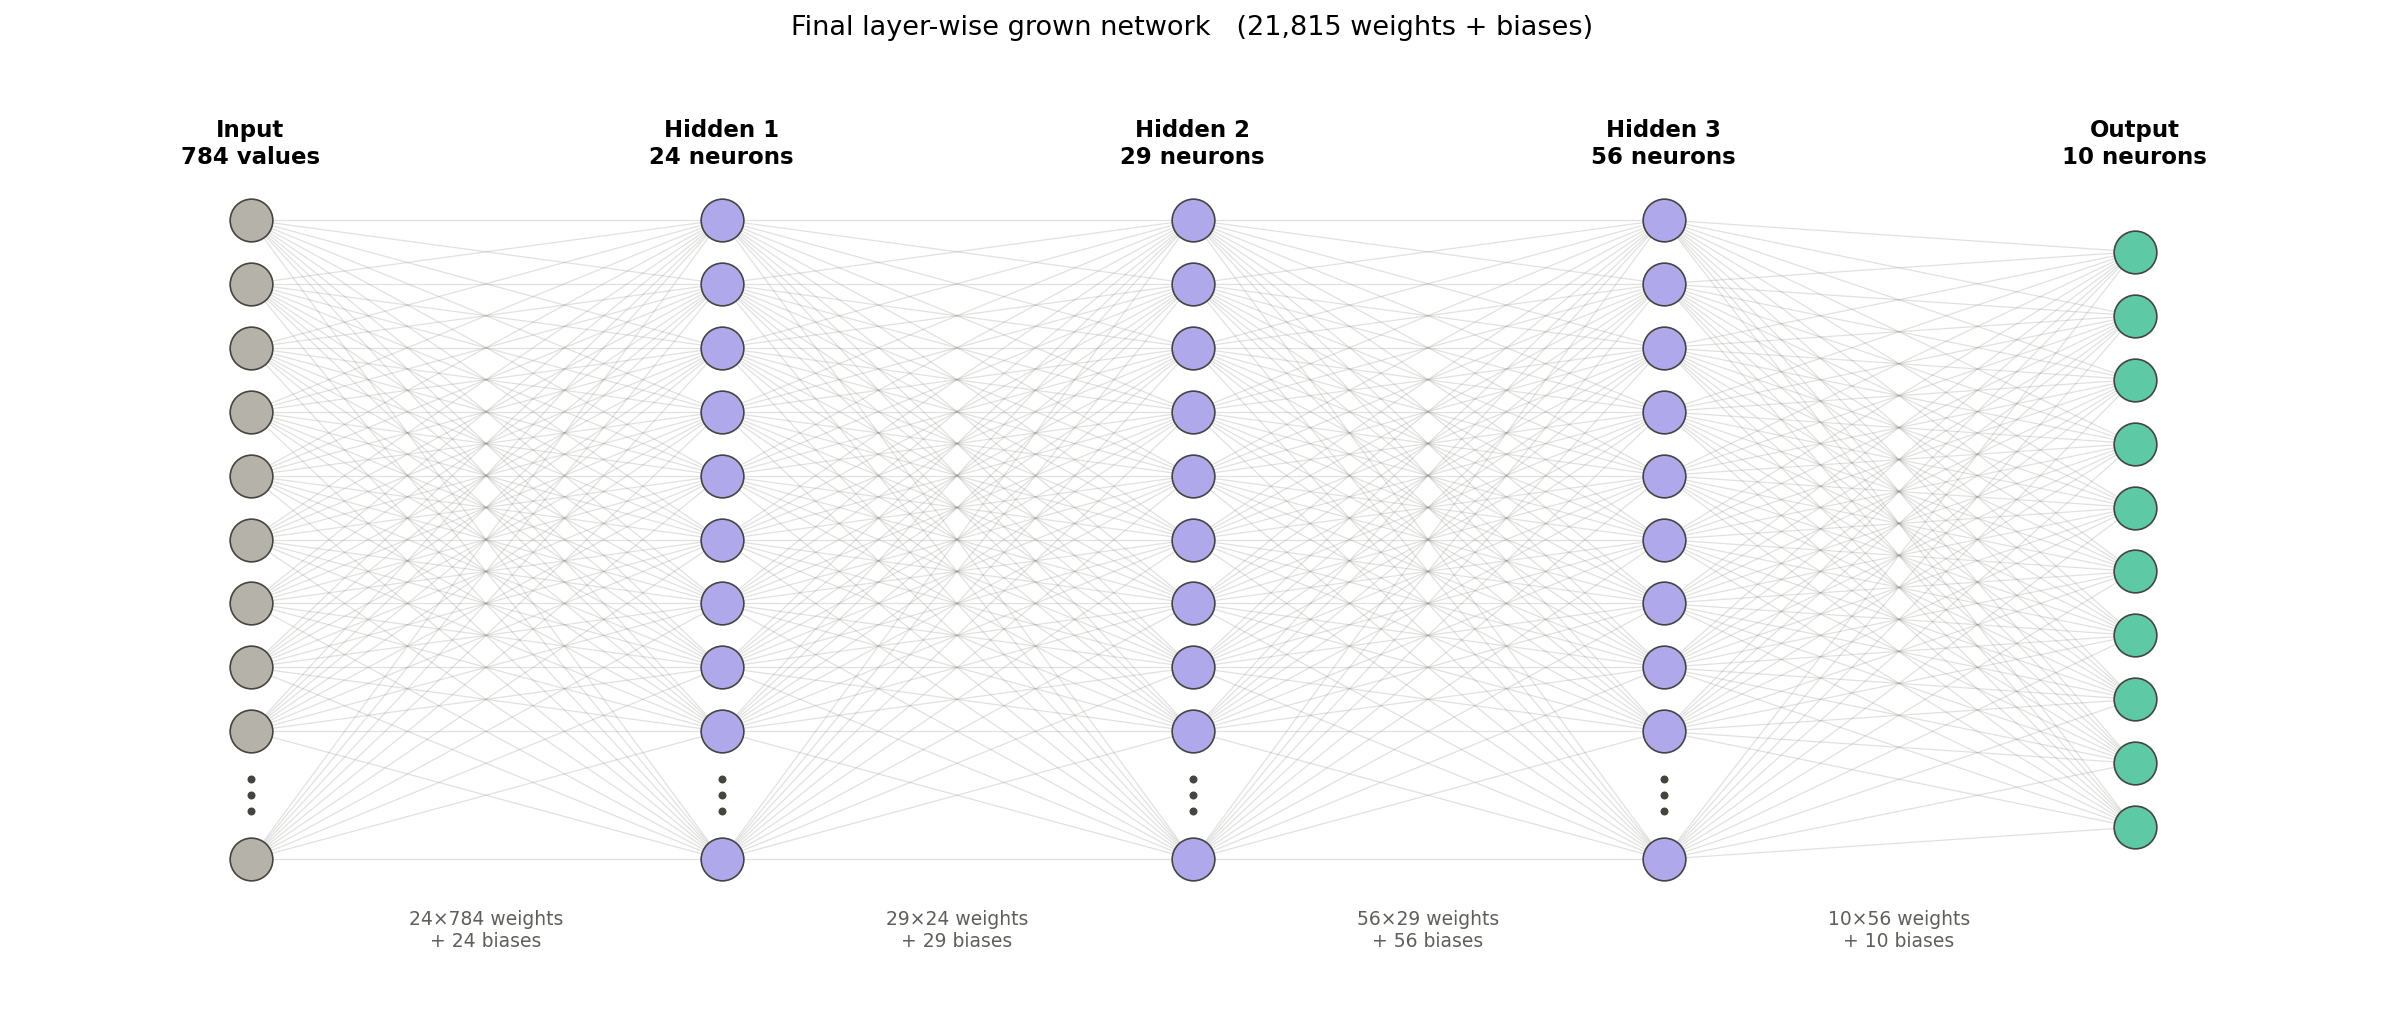 Final layer-wise grown network (21,815 weights + biases)
Input
784 values
Hidden 1
24 neurons
Hidden 2
29 neurons
Hidden 3
56 neurons
Output
10 neurons
24×784 weights
+ 24 biases
29×24 weights
+ 29 biases
56×29 weights
+ 56 biases
10×56 weights
+ 10 biases